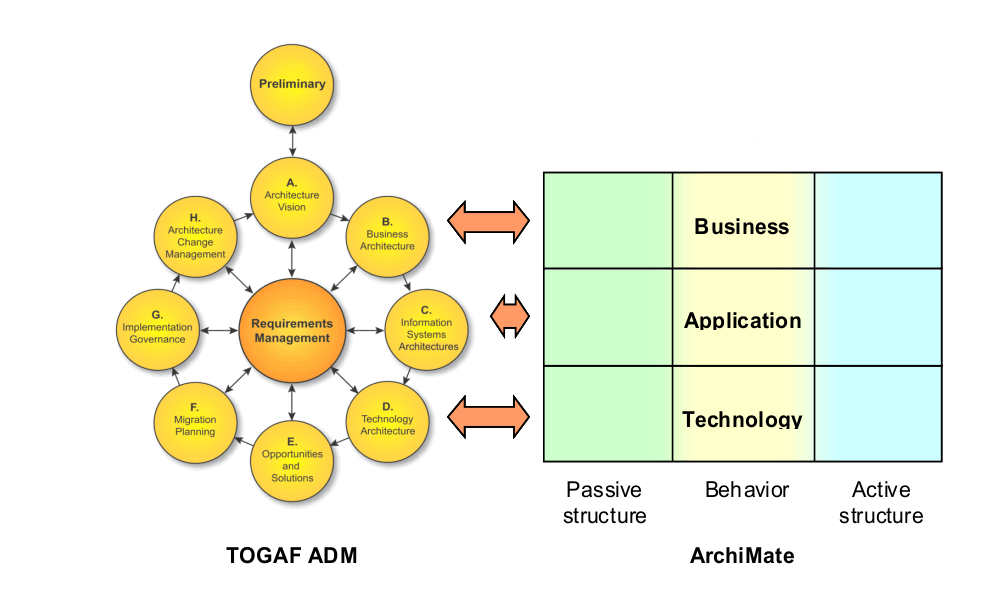 Preliminary
A.
Architecture
Vision
H.
Architecture
Change
Management
B.
Business
Architecture
G.
Implementation
Governance
Requirements
Management
C.
Information
Systems
Architectures
F.
Migration
Planning
D.
Technology
Architecture
E.
Opportunities
and
Solutions
TOGAF ADM
Business
Application
Technology
Passive
structure
Behavior
Active
structure
ArchiMate